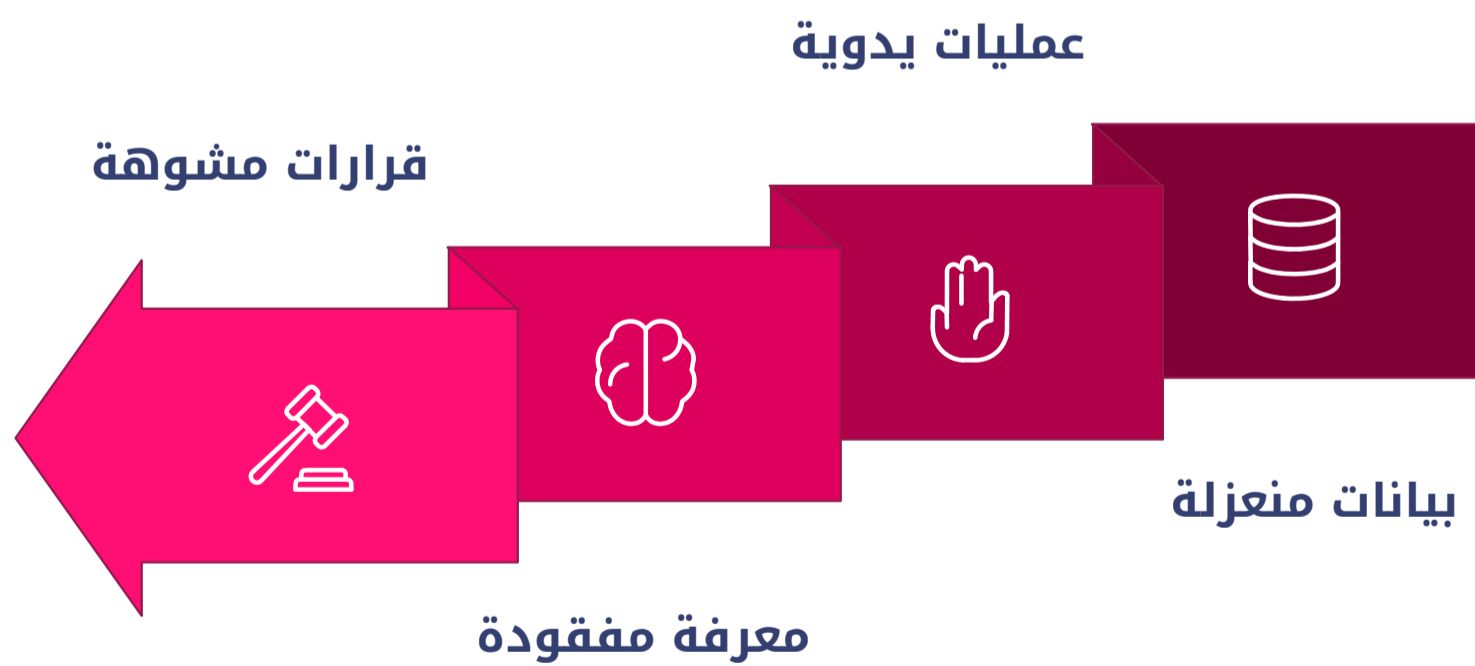 بيانات منعزلة
عمليات يدوية
معرفة مفقودة
قرارات مشوهة